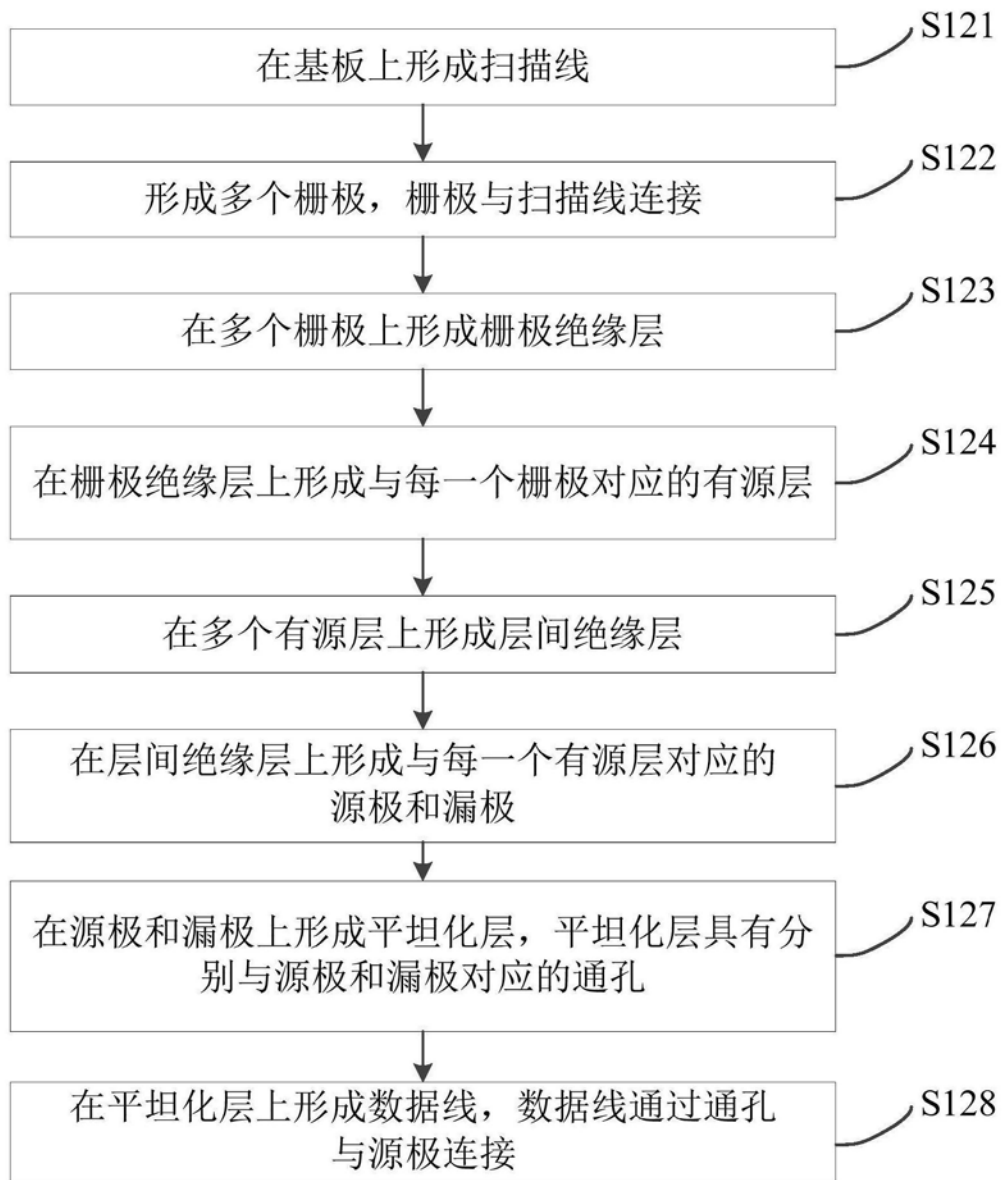 S121
在基板上形成扫描线
S122
形成多个栅极，栅极与扫描线连接
S123
在多个栅极上形成栅极绝缘层
S124
在栅极绝缘层上形成与每一个栅极对应的有源层
S125
在多个有源层上形成层间绝缘层
S126
在层间绝缘层上形成与每一个有源层对应的
源极和漏极
S127
在源极和漏极上形成平坦化层，平坦化层具有分
别与源极和漏极对应的通孔
S128
在平坦化层上形成数据线，数据线通过通孔
与源极连接